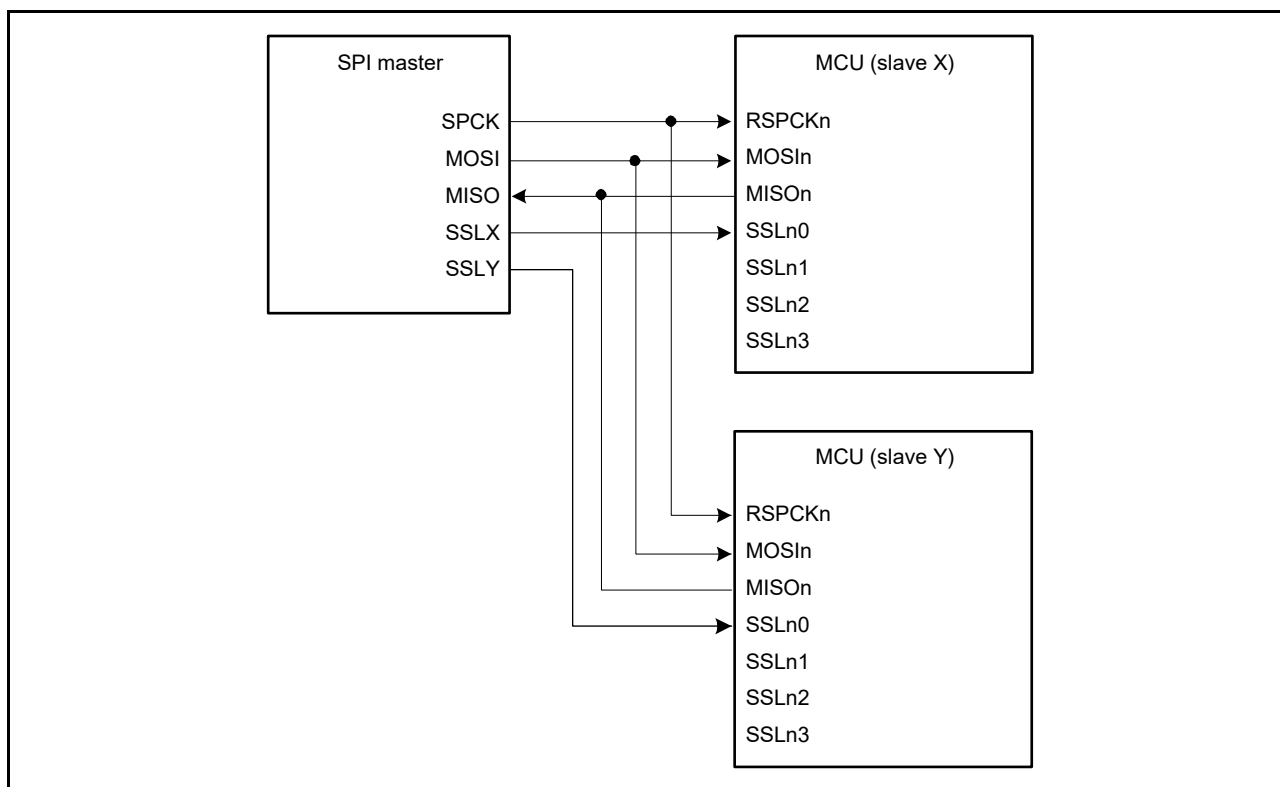 SPI master
SPCK
MOSI
MISO
SSLX
SSLY
MCU (slave X)
RSPCKn
MOSIn
MISOn
SSLn0
SSLn1
SSLn2
SSLn3
MCU (slave Y)
RSPCKn
MOSIn
MISOn
SSLn0
SSLn1
SSLn2
SSLn3